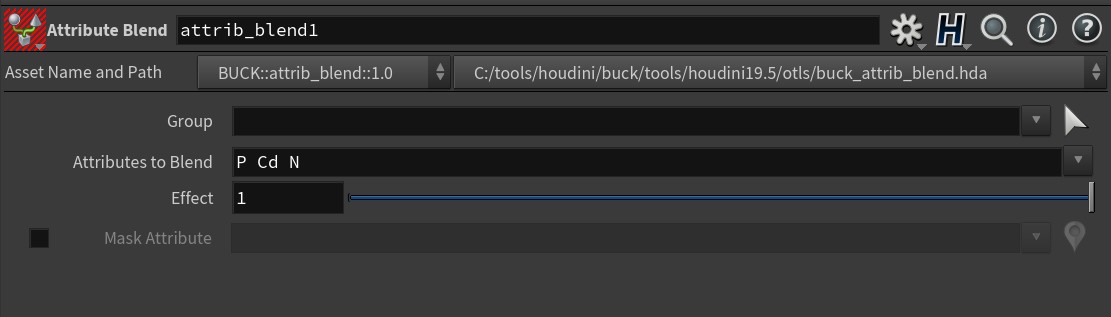 Attribute Blend attrib_blend1
Asset Name and Path BUCK::attrib_blend::1.0 C:/tools/houdini/buck/tools/houdini19.5/otls/buck_attrib_blend.hda
Group
Attributes to Blend P Cd N
Effect 1
Mask Attribute